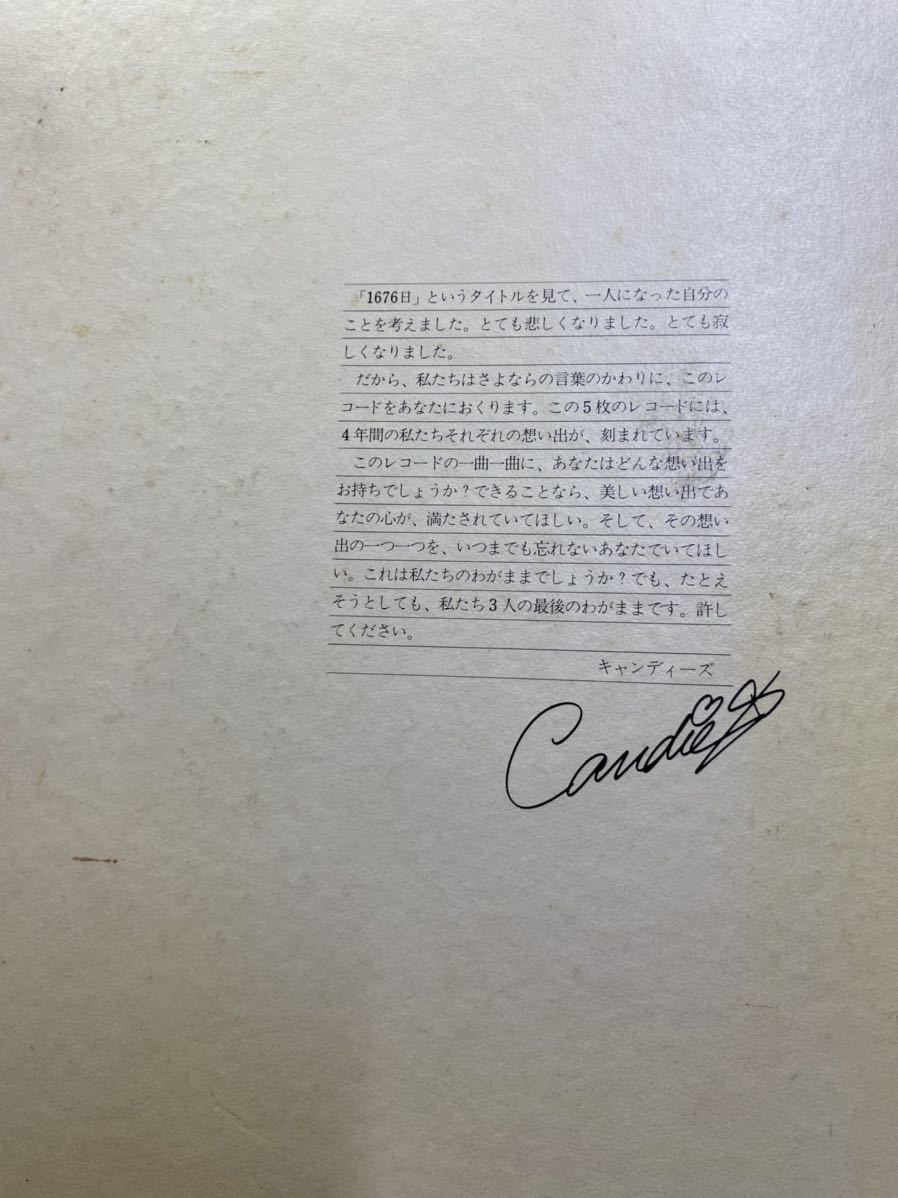 「1676日」というタイトルを見て、一人になった自分の
ことを考えました。とても悲しくなりました。とても寂
しくなりました。
だから、私たちはさよならの言葉のかわりに、このレ
コードをあなたにおくります。この5枚のレコードには、
4年間の私たちそれぞれの想い出が、刻まれています。
このレコードの一曲一曲に、あなたはどんな想い出を
お持ちでしょうか?できることなら、美しい想い出であ
なたの心が、満たされていてほしい。そして、その想い
出の一つ一つを、いつまでも忘れないあなたでいてほし
い。これは私たちのわがままでしょうか?でも、たとえ
そうとしても、私たち3人の最後のわがままです。許し
てください。
キャンディーズ
Candies